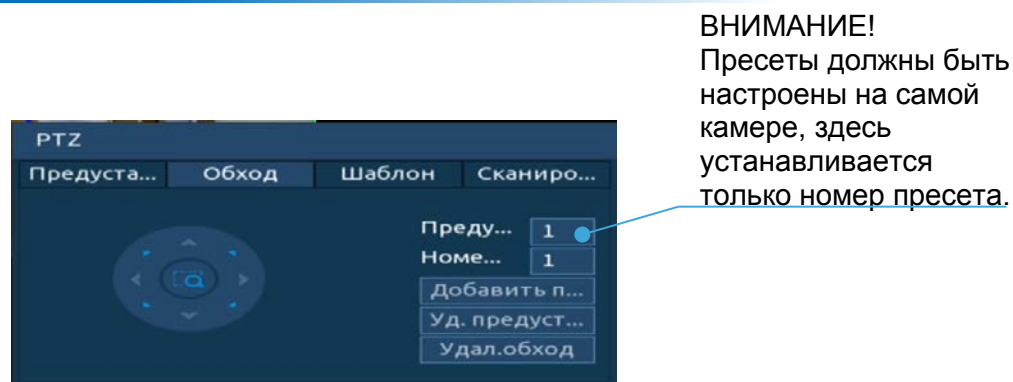 ВНИМАНИЕ!
Пресеты должны быть
настроены на самой
камере, здесь
устанавливается
только номер пресета.
PTZ
Предуста... Обход Шаблон Сканиро...
Преду... 1
Номе... 1
Добавить п...
Уд. предуст...
Удал.обход